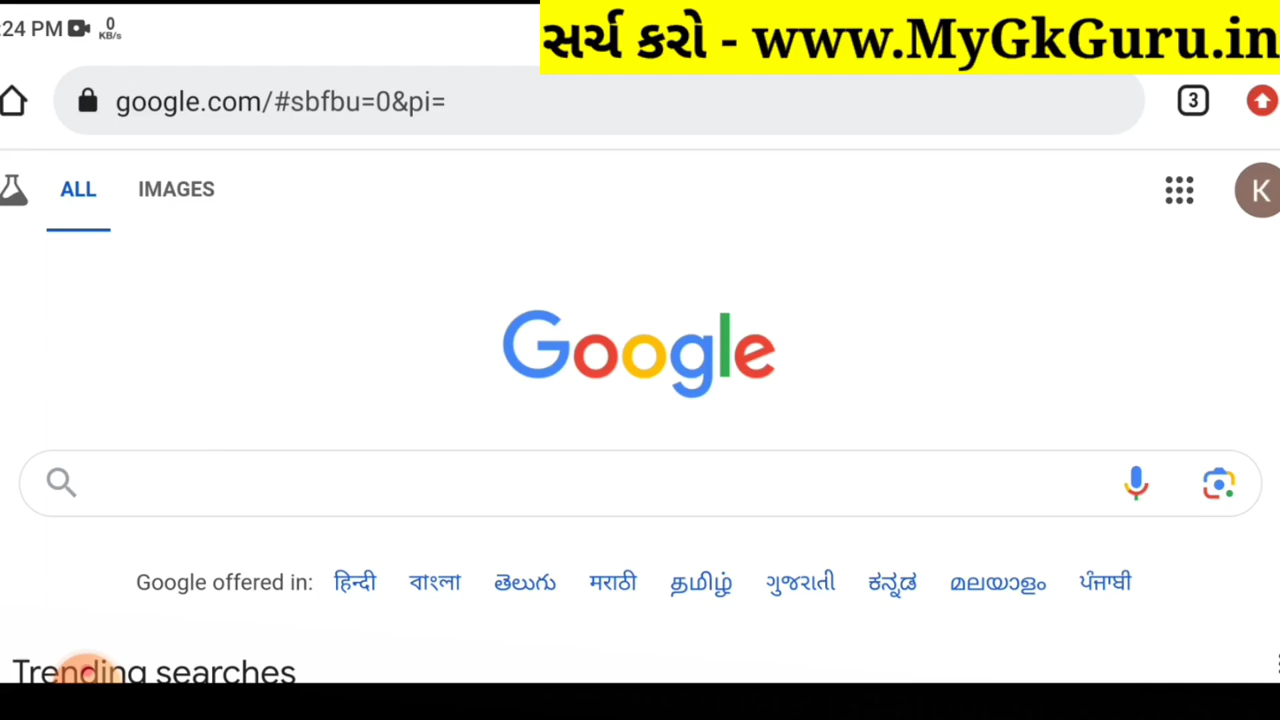 :24 PM 0 KB/s
સર્ચ કરો - www.MyGkGuru.in
google.com/#sbfbu=0&pi=
3
ALL IMAGES
K
Google
Google offered in: हिन्दी বাংলা తెలుగు मराठी தமிழ் ગુજરાતી ಕನ್ನಡ മലയാളം ਪੰਜਾਬੀ
Trending searches